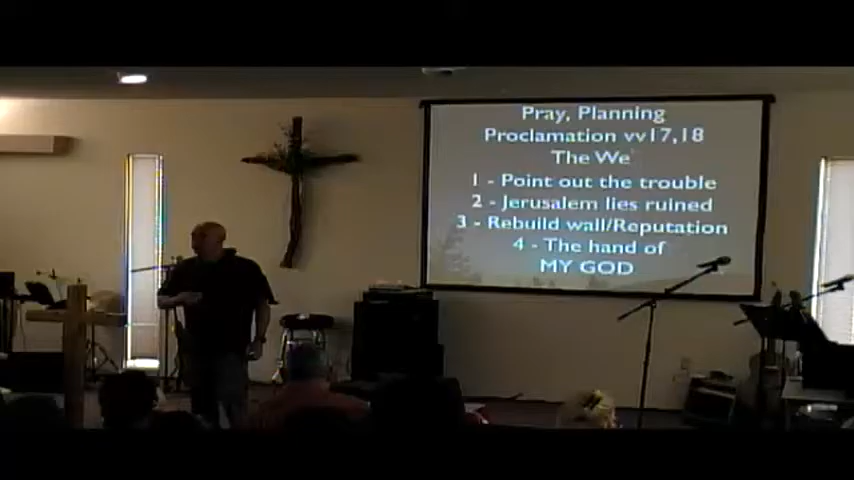 Pray, Planning
Proclamation vv17,18
The We'
1 - Point out the trouble
2 - Jerusalem lies ruined
3 - Rebuild wall/Reputation
4 - The hand of
MY GOD